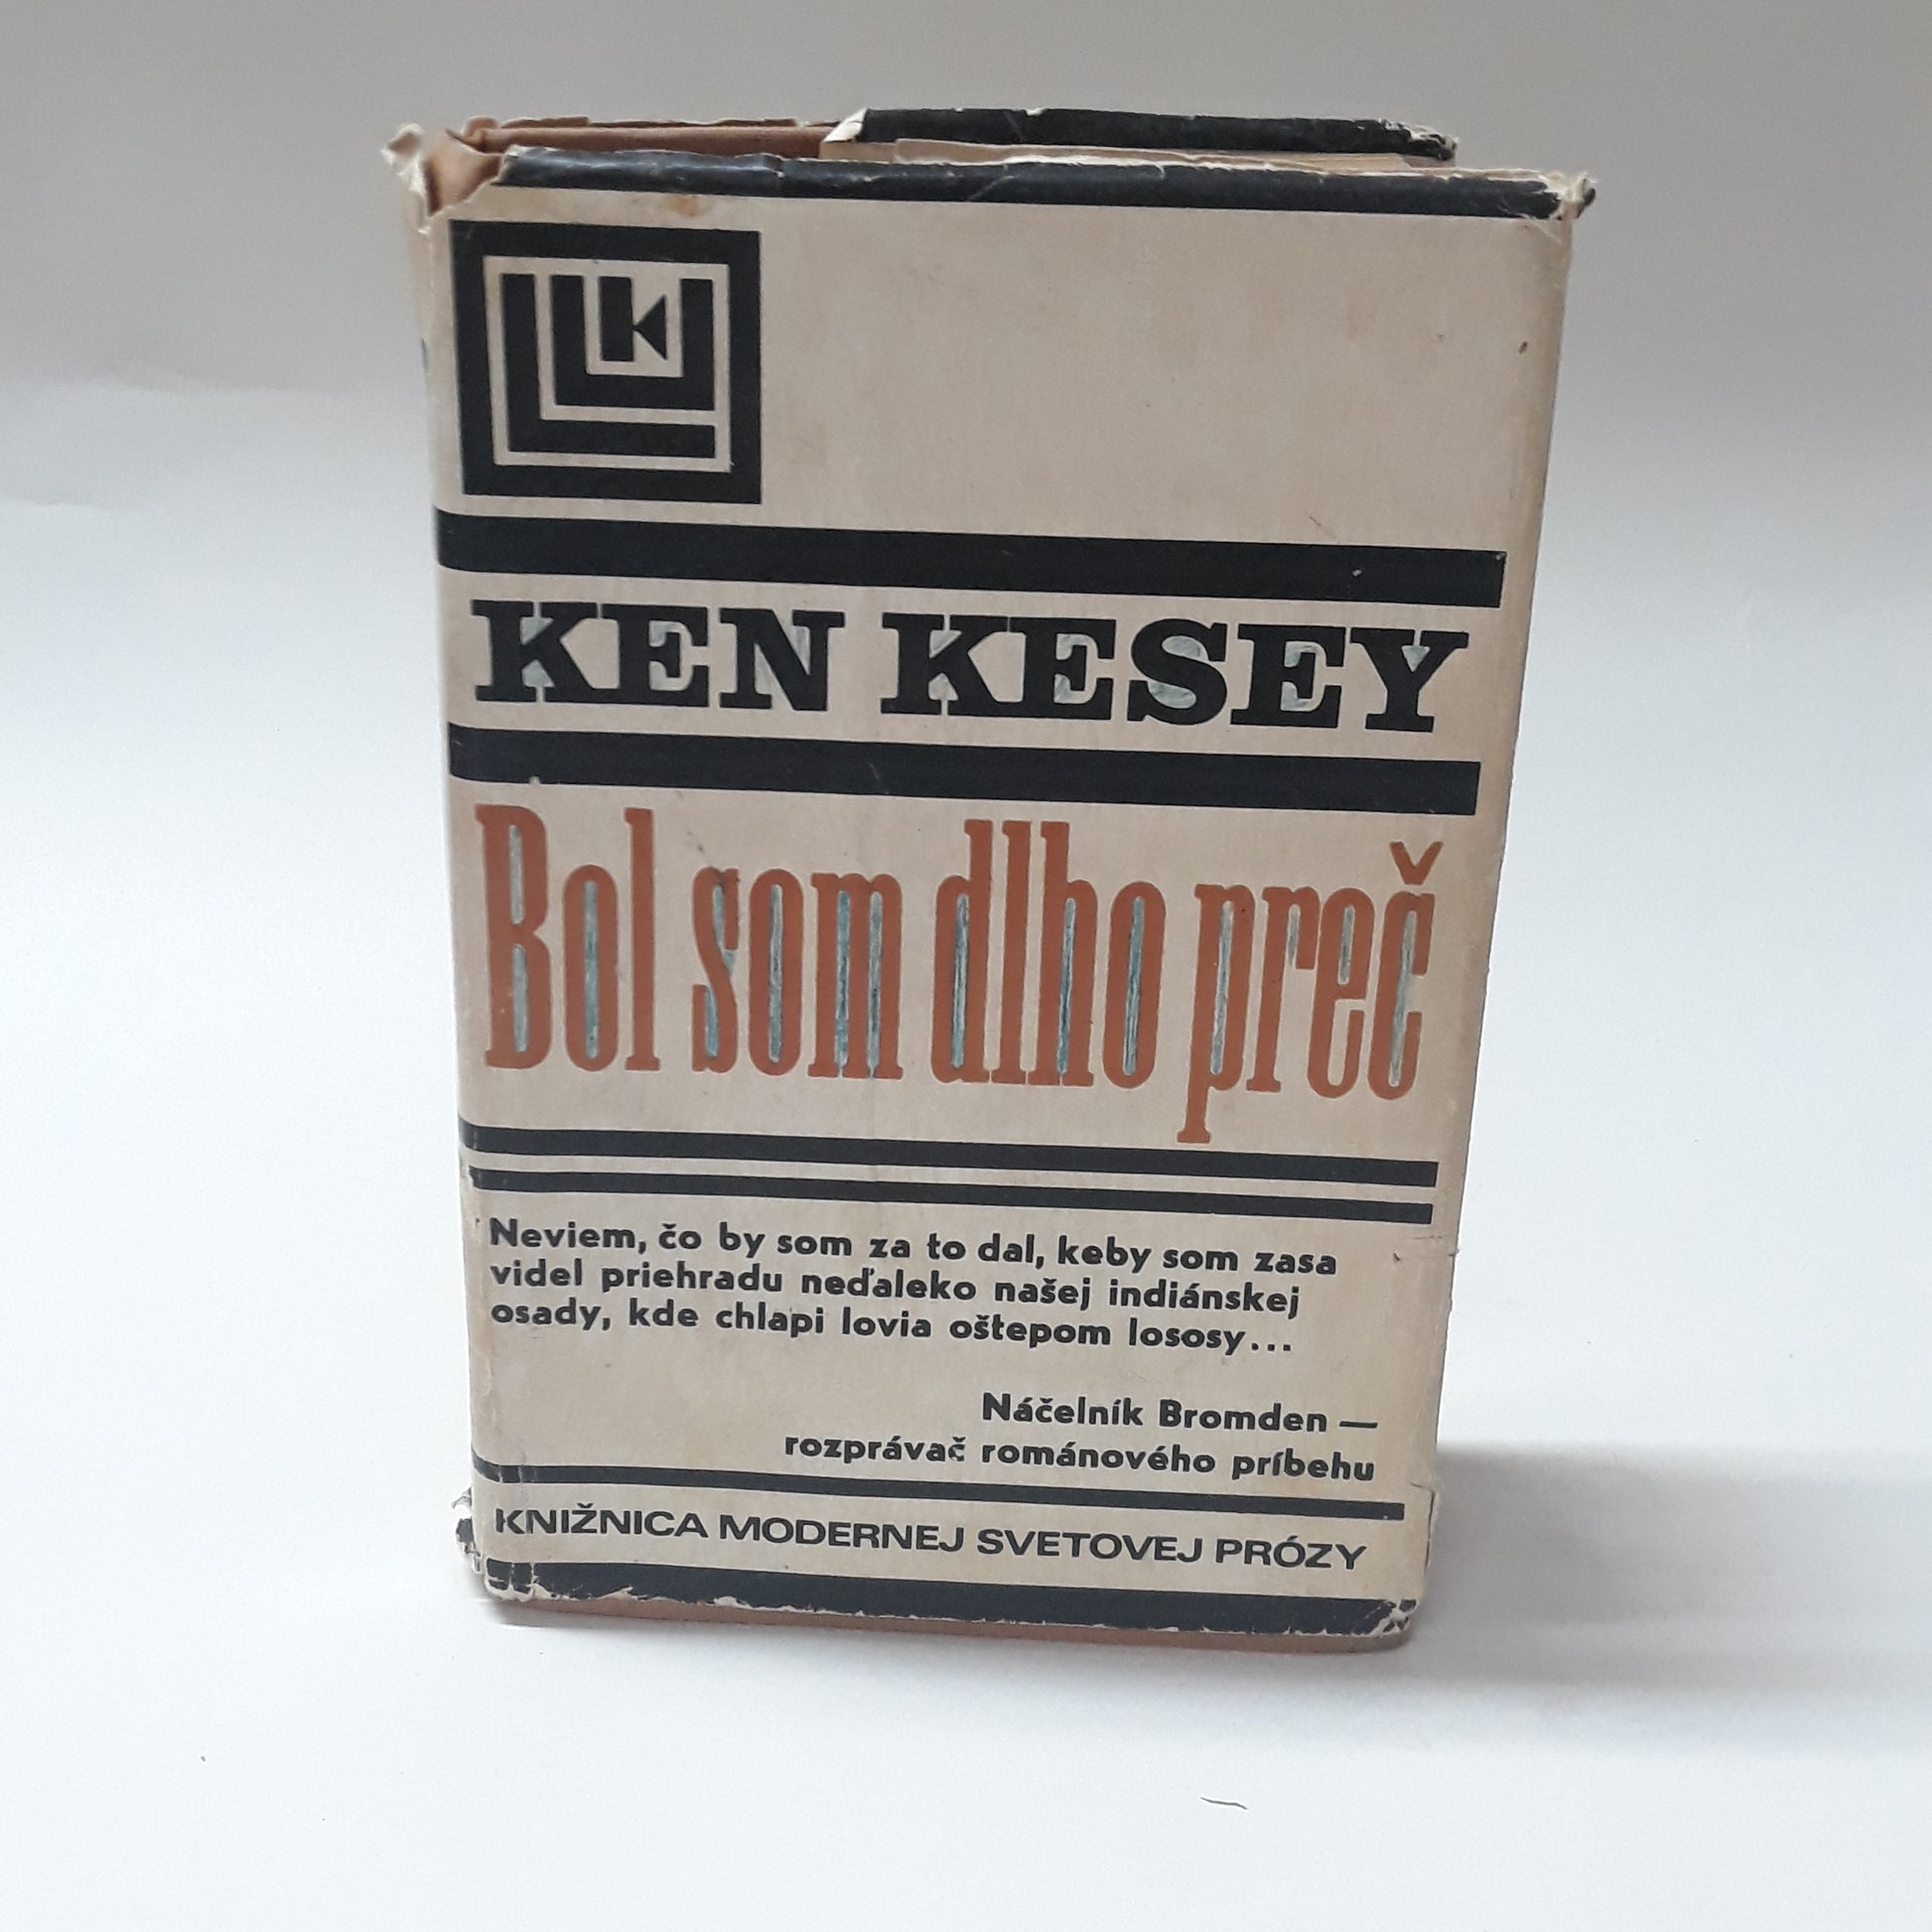 KEN KESEY
Bol som dlho preč
Neviem, čo by som za to dal, keby som zasa
videl priehradu neďaleko našej indiánskej
osady, kde chlapi lovia oštepom lososy...
Náčelník Bromden —
rozprávač románového príbehu
KNIŽNICA MODERNEJ SVETOVEJ PRÓZY